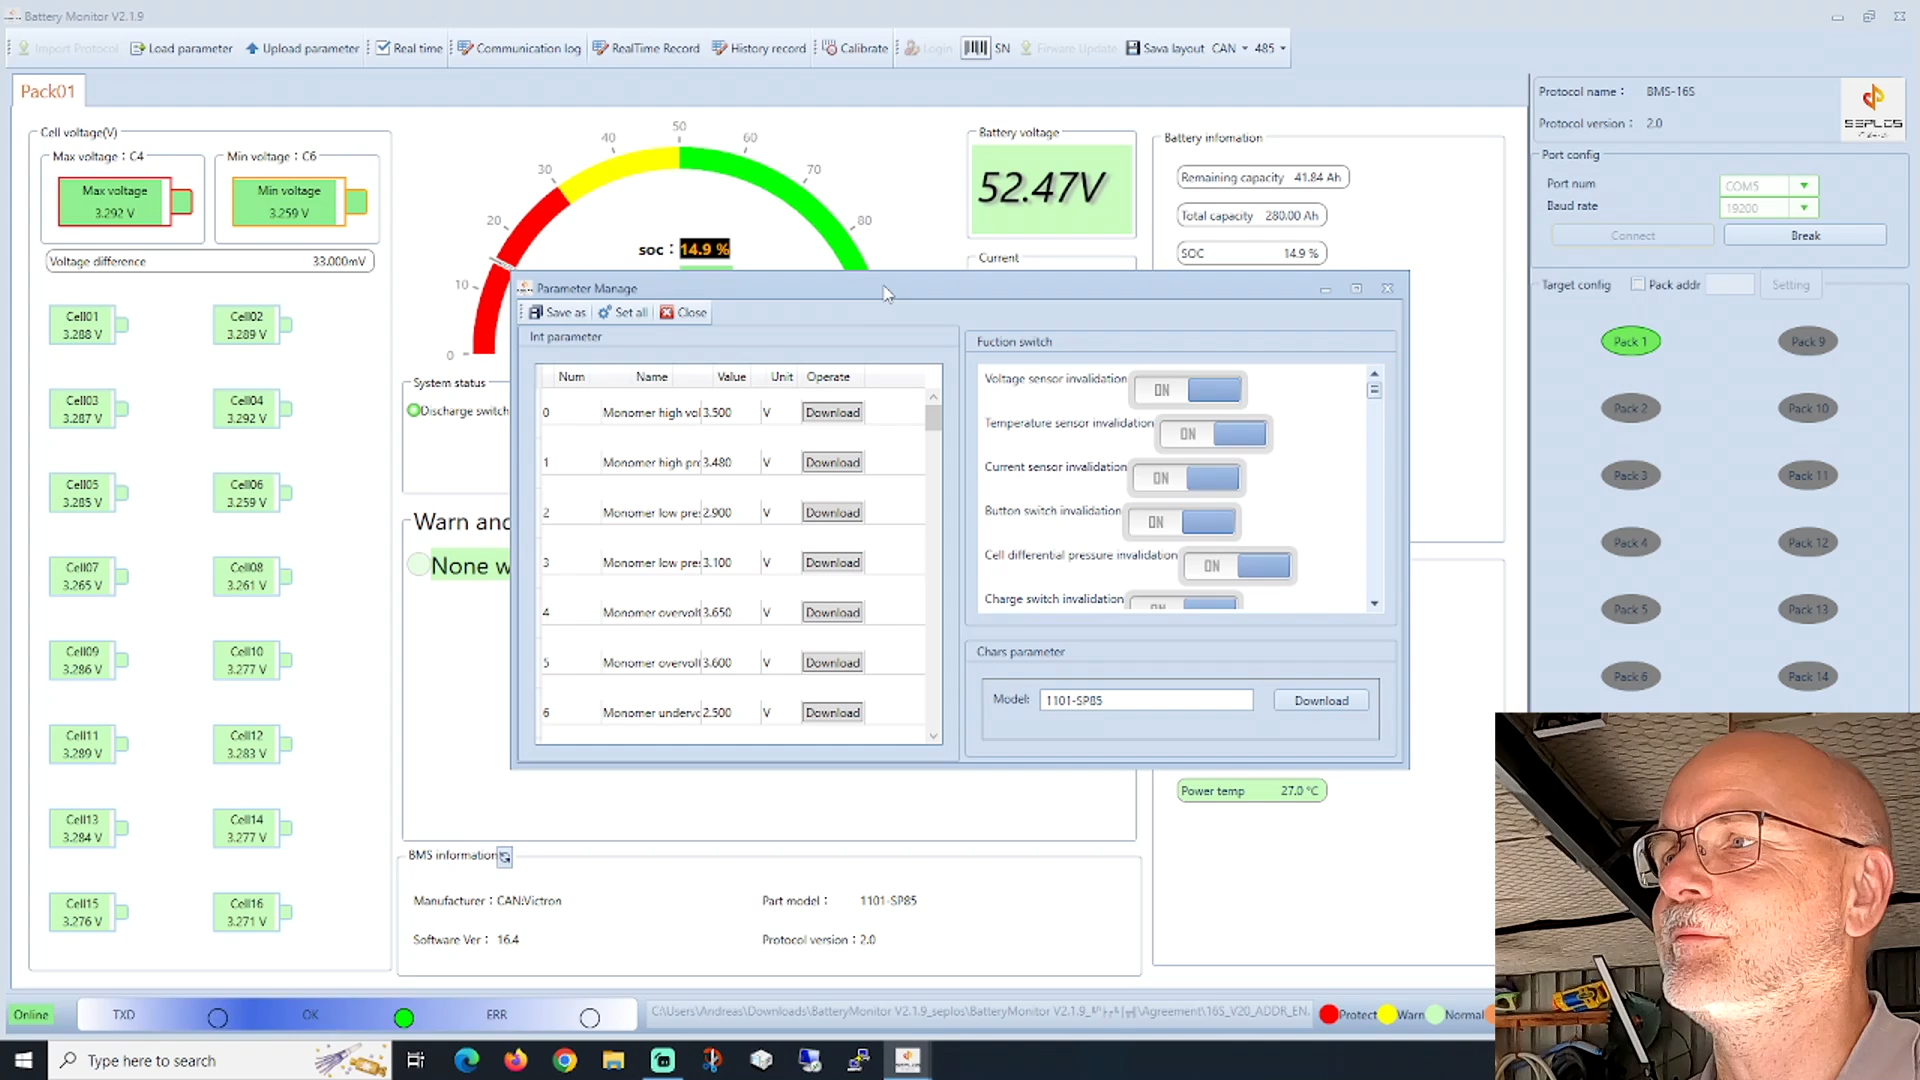 Battery Monitor V2.1.9
Import Protocol Load parameter Upload parameter Real time Communication log RealTime Record History record Calibrate Login SN Firware Update Sava layout CAN 485
Pack01
Cell voltage(V)
Max voltage：C4
Max voltage
3.292 V
Min voltage：C6
Min voltage
3.259 V
Voltage difference 33.000mV
Cell01
3.288 V
Cell02
3.289 V
Cell03
3.287 V
Cell04
3.292 V
Cell05
3.285 V
Cell06
3.259 V
Cell07
3.265 V
Cell08
3.261 V
Cell09
3.286 V
Cell10
3.277 V
Cell11
3.289 V
Cell12
3.283 V
Cell13
3.284 V
Cell14
3.277 V
Cell15
3.276 V
Cell16
3.271 V
0 10 20 30 40 50 60 70 80
soc：14.9 %
Battery voltage
52.47V
Current
Battery infomation
Remaining capacity 41.84 Ah
Total capacity 280.00 Ah
SOC 14.9 %
System status
Discharge switch
Warn and
None w
Parameter Manage
Save as Set all Close
Int parameter
Num Name Value Unit Operate
0 Monomer high vol 3.500 V Download
1 Monomer high pre 3.480 V Download
2 Monomer low pres 2.900 V Download
3 Monomer low pres 3.100 V Download
4 Monomer overvolt 3.650 V Download
5 Monomer overvolt 3.600 V Download
6 Monomer undervo 2.500 V Download
Fuction switch
Voltage sensor invalidation ON
Temperature sensor invalidation ON
Current sensor invalidation ON
Button switch invalidation ON
Cell differential pressure invalidation ON
Charge switch invalidation ON
Chars parameter
Model: 1101-SP85 Download
Power temp 27.0 °C
BMS information
Manufacturer：CAN:Victron
Part model： 1101-SP85
Software Ver： 16.4
Protocol version：2.0
Protocol name： BMS-16S
Protocol version： 2.0
SEPLOS
Port config
Port num COM5
Baud rate 19200
Connect Break
Target config Pack addr Setting
Pack 1 Pack 9
Pack 2 Pack 10
Pack 3 Pack 11
Pack 4 Pack 12
Pack 5 Pack 13
Pack 6 Pack 14
Online TXD OK ERR
Protect Warn Normal
Type here to search